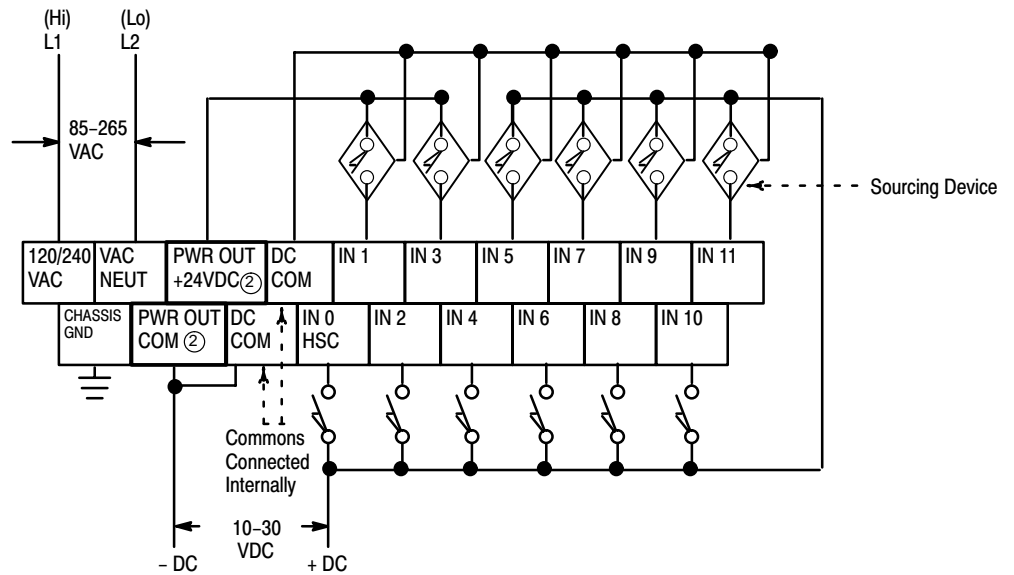 (Hi)
L1
(Lo)
L2
85–265
VAC
Sourcing Device
120/240
VAC
VAC
NEUT
PWR OUT
+24VDC②
DC
COM
IN 1
IN 3
IN 5
IN 7
IN 9
IN 11
CHASSIS
GND
PWR OUT
COM ②
DC
COM
IN 0
HSC
IN 2
IN 4
IN 6
IN 8
IN 10
Commons
Connected
Internally
10–30
VDC
– DC
+ DC